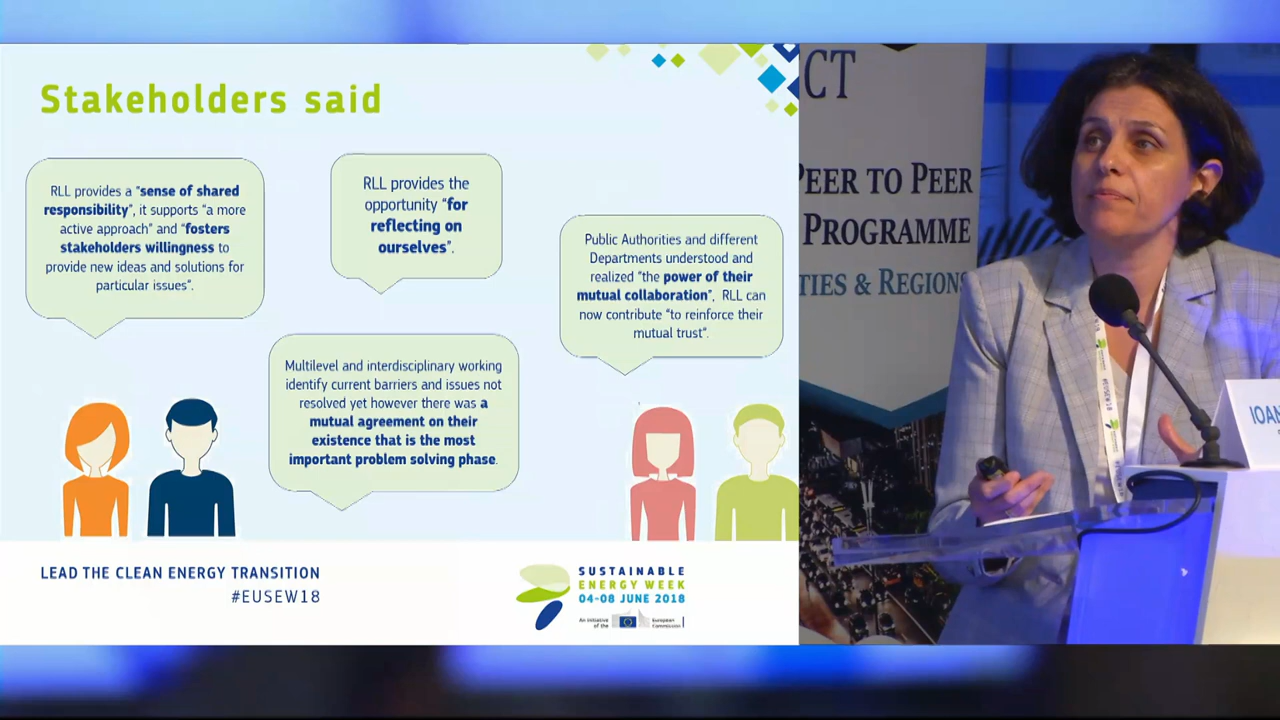 Stakeholders said
RLL provides a "sense of shared
responsibility", it supports "a more
active approach" and "fosters
stakeholders willingness to
provide new ideas and solutions for
particular issues".
RLL provides the
opportunity "for
reflecting on
ourselves".
Public Authorities and different
Departments understood and
realized "the power of their
mutual collaboration", RLL can
now contribute "to reinforce their
mutual trust".
Multilevel and interdisciplinary working
identify current barriers and issues not
resolved yet however there was a
mutual agreement on their
existence that is the most
important problem solving phase.
LEAD THE CLEAN ENERGY TRANSITION
#EUSEW18
SUSTAINABLE
ENERGY WEEK
04-08 JUNE 2018
An initiative
of the
European
Commission
CT
PEER TO PEER
PROGRAMME
TIES & REGIONS
#EUSEW18
IOA